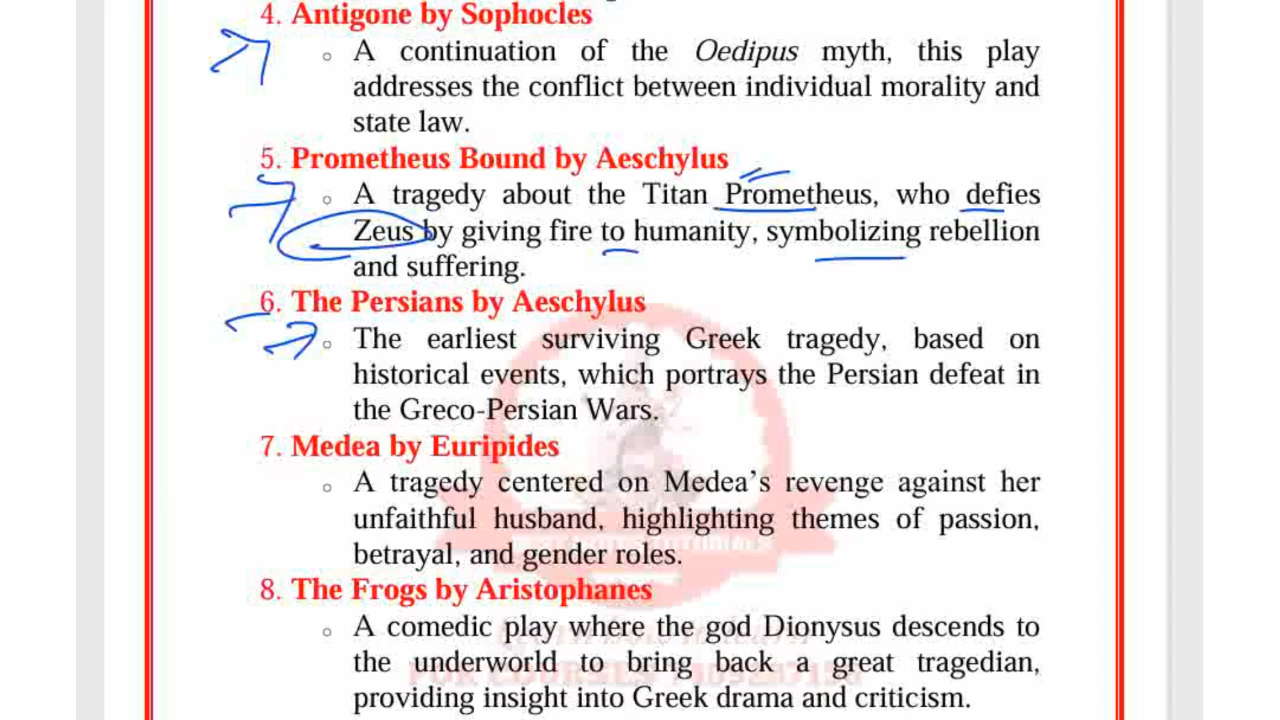 4. Antigone by Sophocles
○ A continuation of the Oedipus myth, this play
addresses the conflict between individual morality and
state law.
5. Prometheus Bound by Aeschylus
○ A tragedy about the Titan Prometheus, who defies
Zeus by giving fire to humanity, symbolizing rebellion
and suffering.
6. The Persians by Aeschylus
○ The earliest surviving Greek tragedy, based on
historical events, which portrays the Persian defeat in
the Greco-Persian Wars.
7. Medea by Euripides
○ A tragedy centered on Medea’s revenge against her
unfaithful husband, highlighting themes of passion,
betrayal, and gender roles.
8. The Frogs by Aristophanes
○ A comedic play where the god Dionysus descends to
the underworld to bring back a great tragedian,
providing insight into Greek drama and criticism.